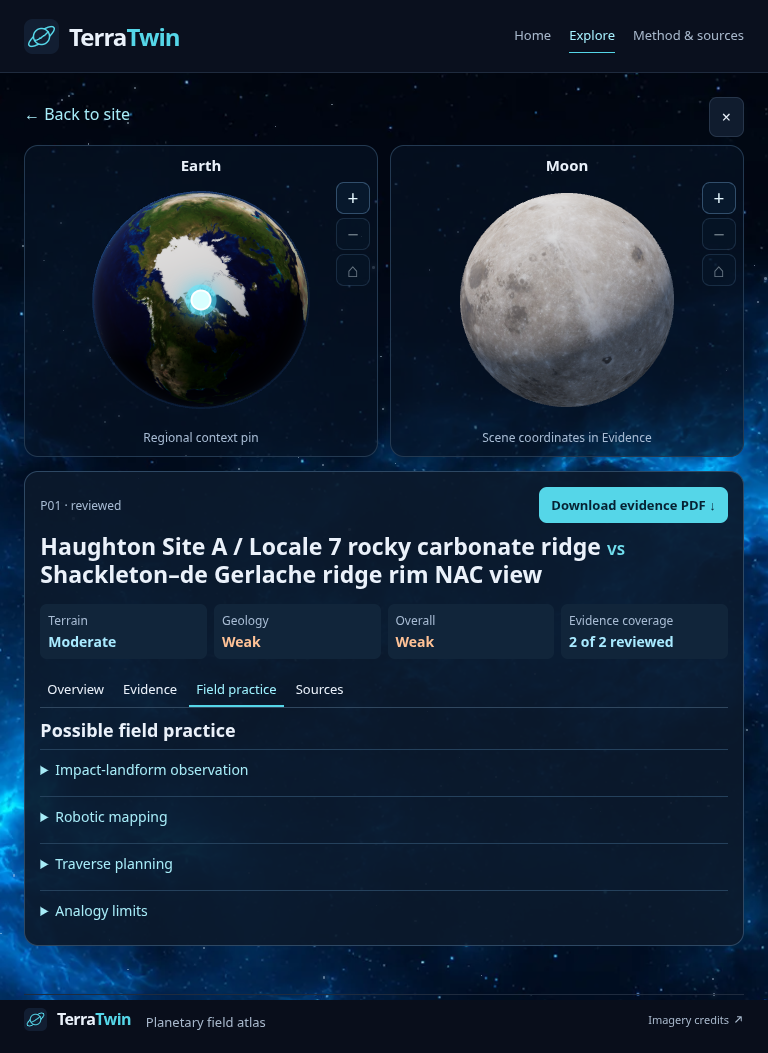 TerraTwin
Home Explore Method & sources
← Back to site
×
Earth
+
−
⌂
Regional context pin
Moon
+
−
⌂
Scene coordinates in Evidence
P01 · reviewed
Download evidence PDF ↓
Haughton Site A / Locale 7 rocky carbonate ridge vs
Shackleton–de Gerlache ridge rim NAC view
Terrain
Moderate
Geology
Weak
Overall
Weak
Evidence coverage
2 of 2 reviewed
Overview Evidence Field practice Sources
Possible field practice
▶ Impact-landform observation
▶ Robotic mapping
▶ Traverse planning
▶ Analogy limits
TerraTwin Planetary field atlas
Imagery credits ↗